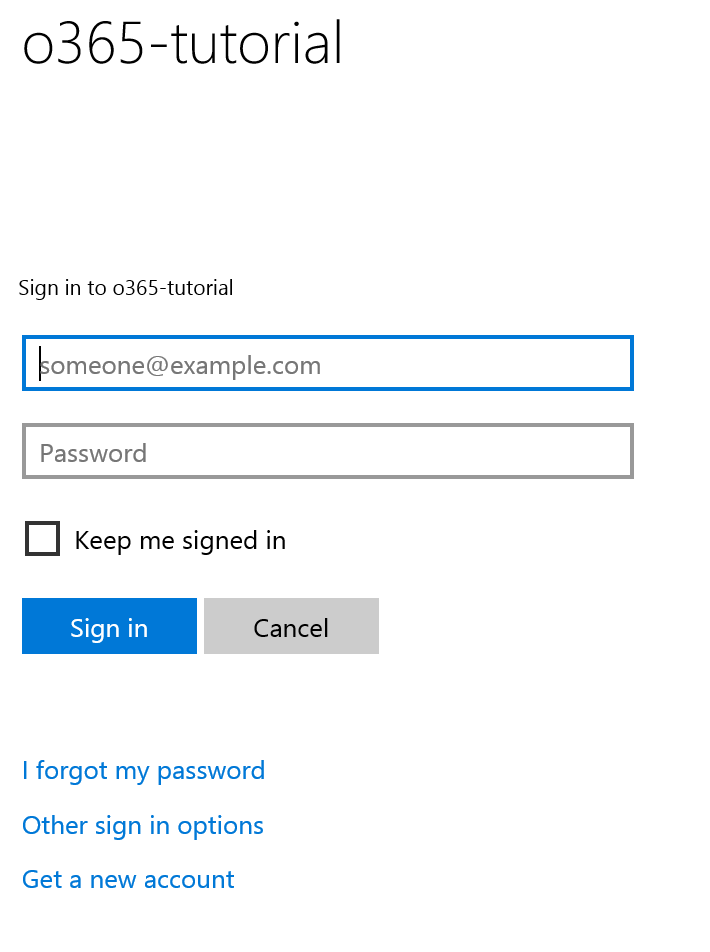 o365-tutorial
Sign in to o365-tutorial
someone@example.com
Password
Keep me signed in
Sign in Cancel
I forgot my password
Other sign in options
Get a new account